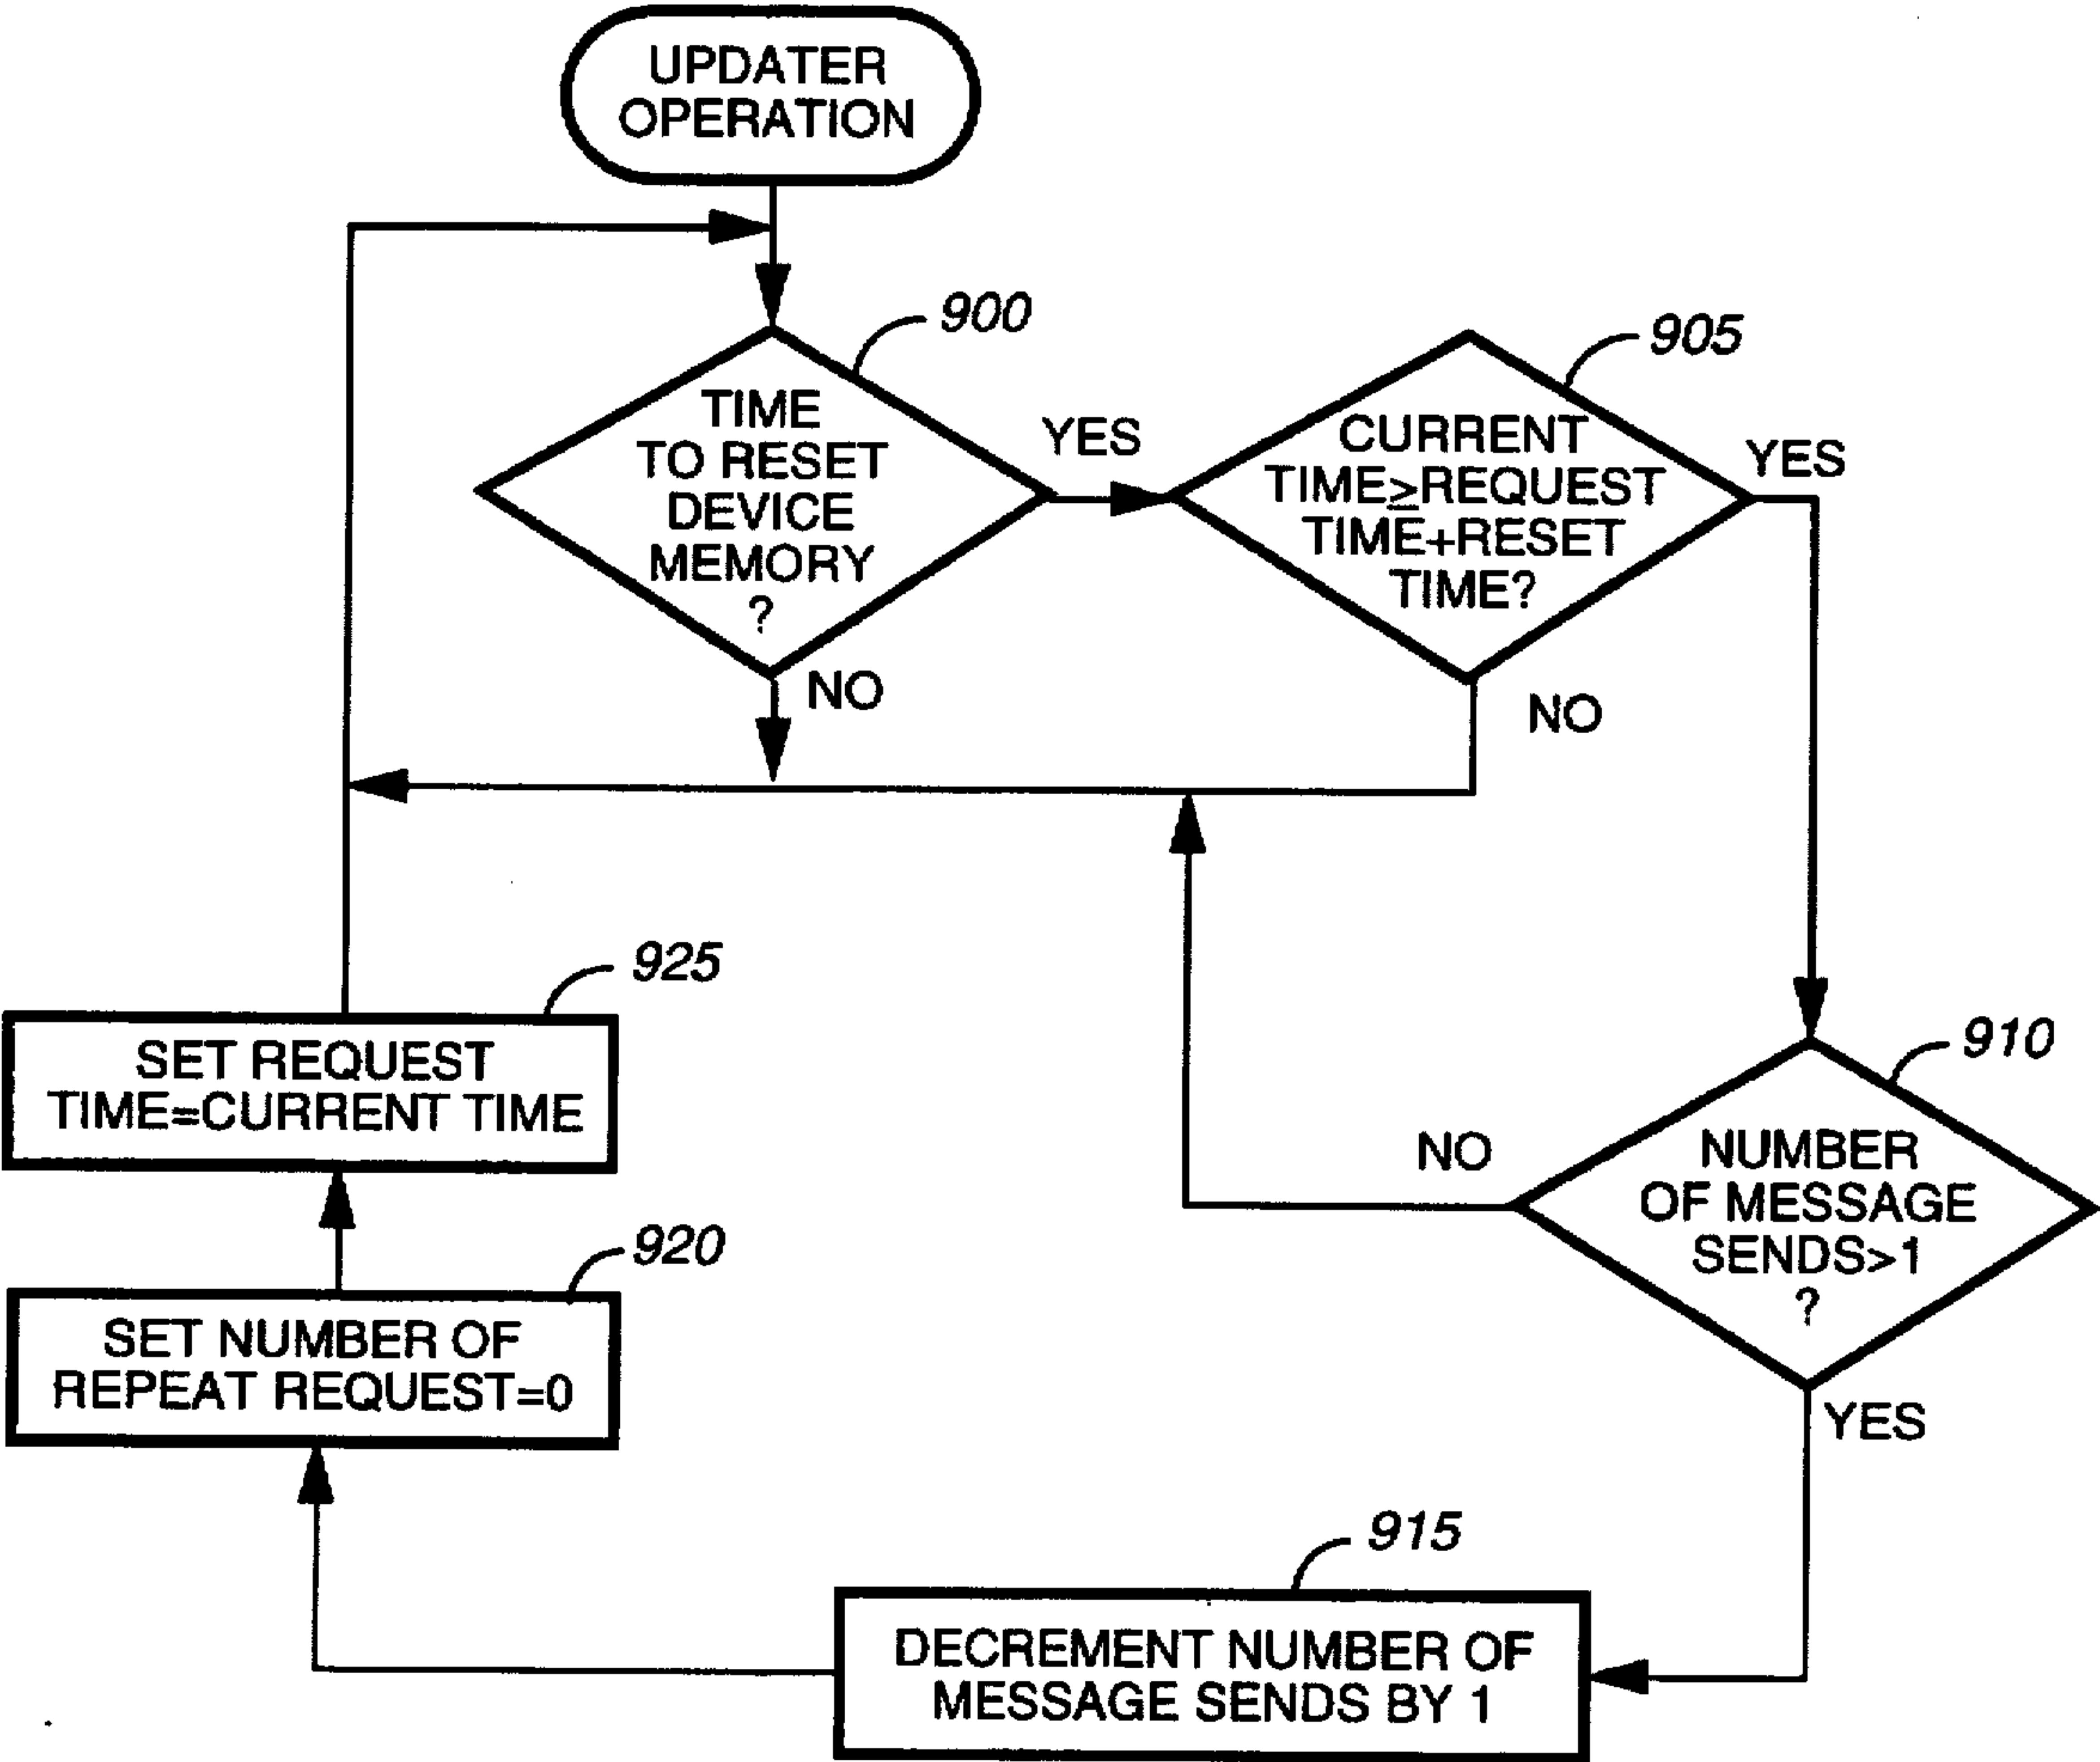 UPDATER
OPERATION
900
TIME
TO RESET
DEVICE
MEMORY
?
YES
NO
905
CURRENT
TIME≥REQUEST
TIME+RESET
TIME?
YES
NO
910
NUMBER
OF MESSAGE
SENDS>1
?
NO
YES
925
SET REQUEST
TIME=CURRENT TIME
920
SET NUMBER OF
REPEAT REQUEST=0
915
DECREMENT NUMBER OF
MESSAGE SENDS BY 1